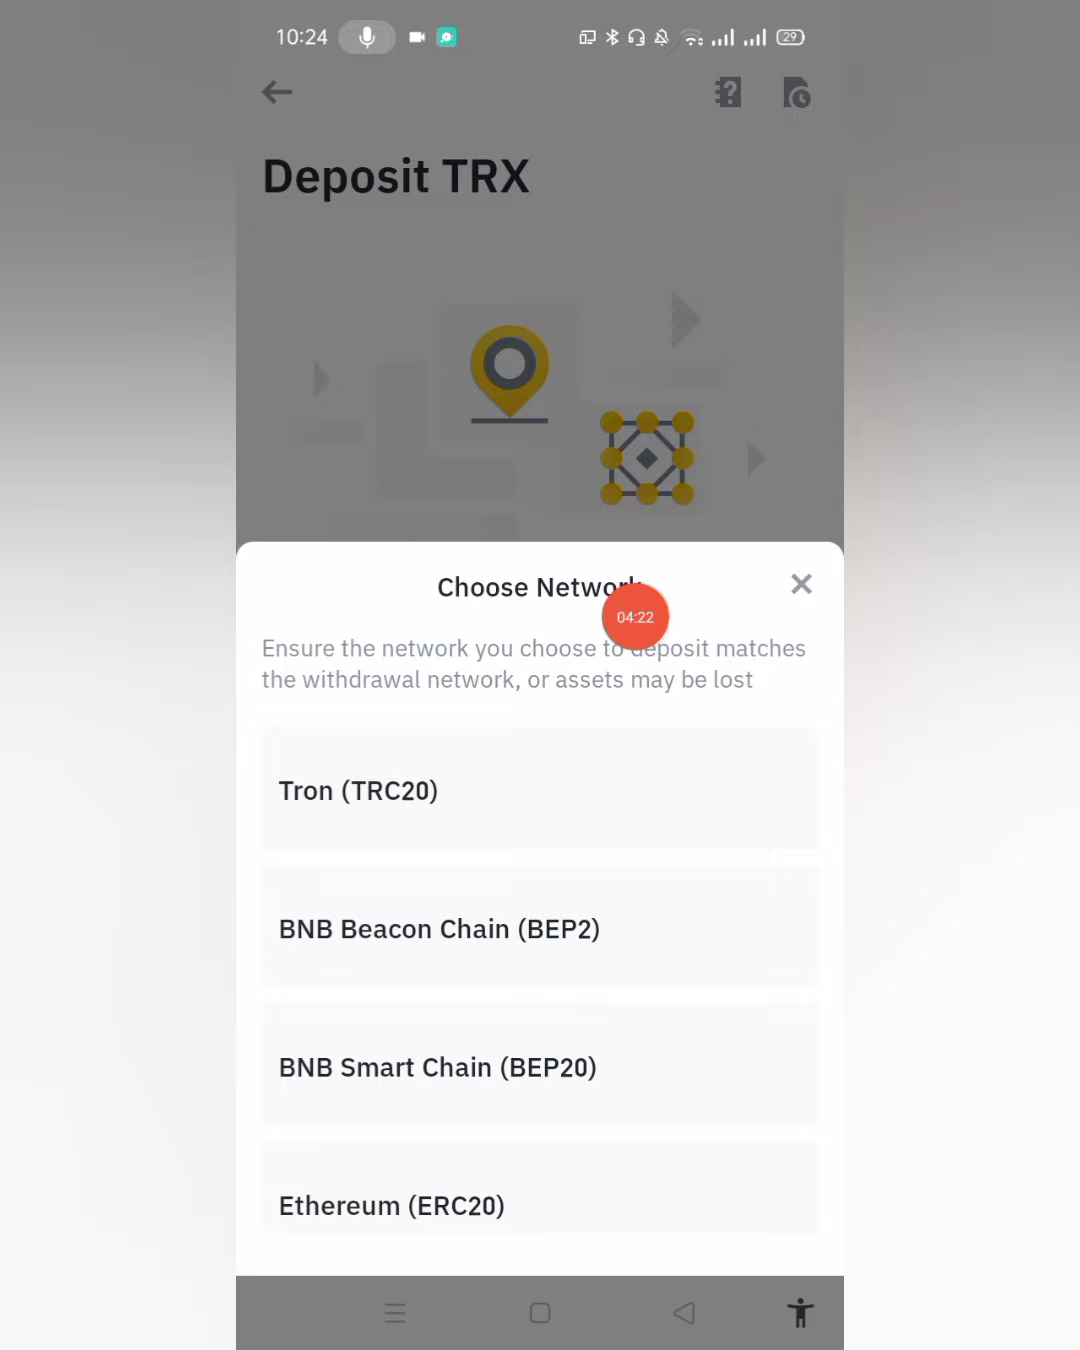 10:24
29
Deposit TRX
Choose Network
04:22
Ensure the network you choose to deposit matches
the withdrawal network, or assets may be lost
Tron (TRC20)
BNB Beacon Chain (BEP2)
BNB Smart Chain (BEP20)
Ethereum (ERC20)